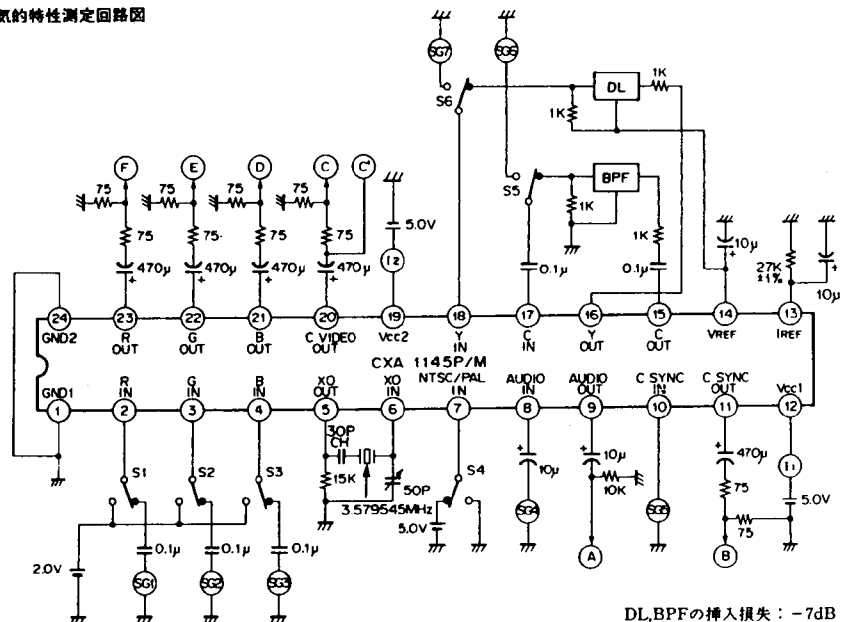 気的特性測定回路図
SG7 SG6
S6 DL 1K
1K
S5 BPF
1K 1K
F E D C C'
75 75 75 75 5.0V
75 75 75 75 I2
470μ 470μ 470μ 470μ 0.1μ 0.1μ 10μ 27K ±1% 10μ
24 23 22 21 20 19 18 17 16 15 14 13
GND2 R OUT G OUT B OUT C VIDEO OUT Vcc2 Y IN C IN Y OUT C OUT VREF IREF
CXA 1145P/M
GND1 R IN G IN B IN XO OUT XO IN NTSC/PAL IN AUDIO IN AUDIO OUT C SYNC IN C SYNC OUT Vcc1
1 2 3 4 5 6 7 8 9 10 11 12
30P CH
S1 S2 S3 15K 50P S4 10μ 10μ 10K 470μ I1
3.579545MHz 5.0V SG4 SG5 75 5.0V
2.0V 0.1μ 0.1μ 0.1μ 75
SG1 SG2 SG3 A B
DL,BPFの挿入損失：－7dB